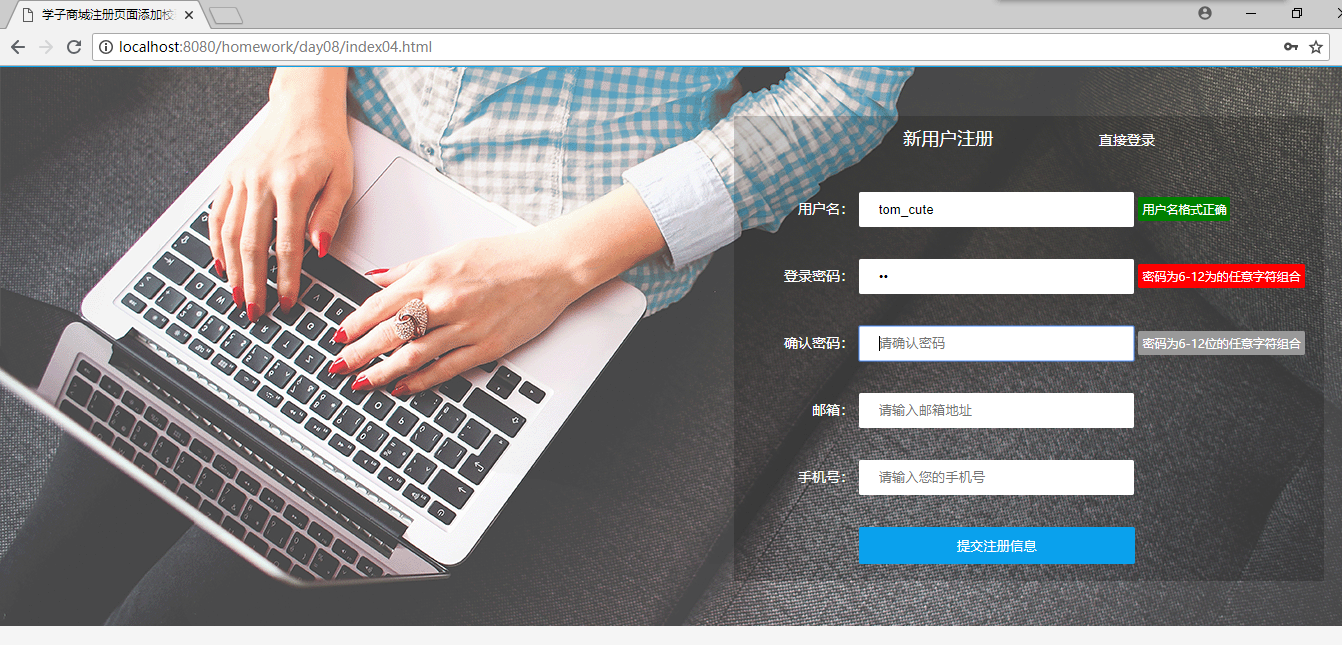 学子商城注册页面添加校
localhost:8080/homework/day08/index04.html
新用户注册 直接登录
用户名： tom_cute 用户名格式正确
登录密码： •• 密码为6-12为的任意字符组合
确认密码： 请确认密码 密码为6-12位的任意字符组合
邮箱： 请输入邮箱地址
手机号： 请输入您的手机号
提交注册信息